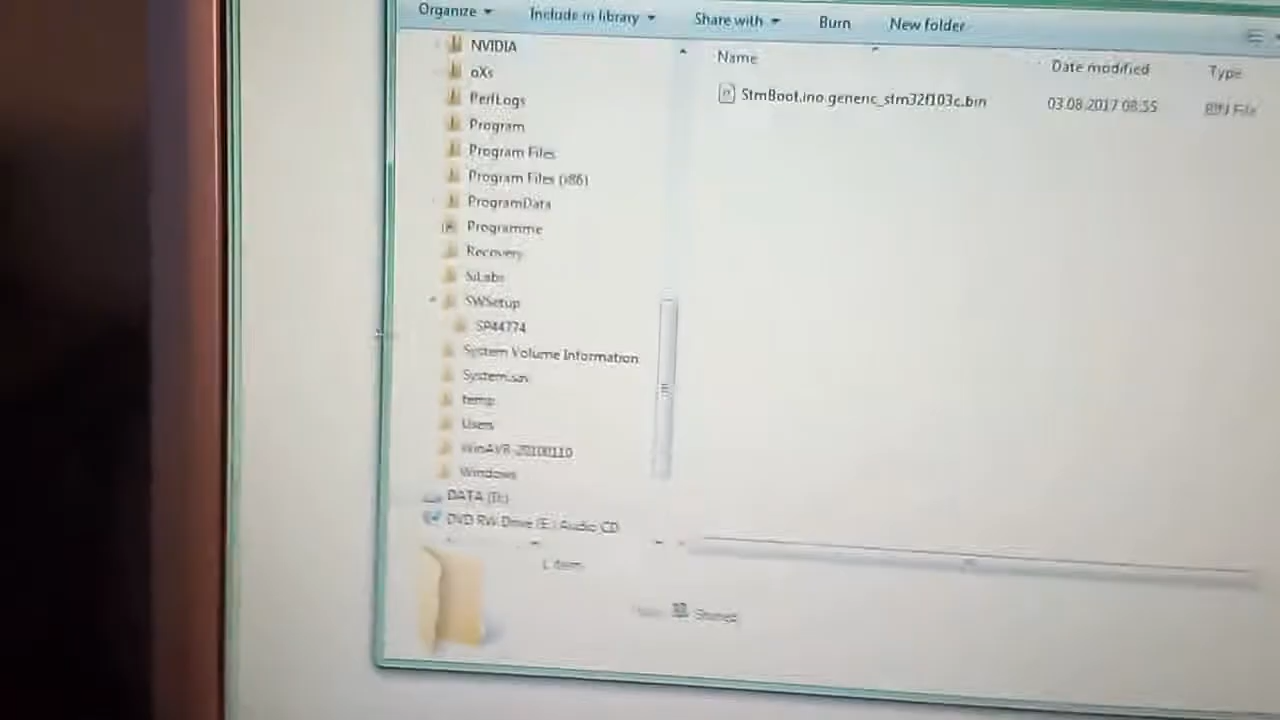 Organize Include in library Share with Burn New folder
Name Date modified Type
StmBoot.ino.generic_stm32f103c.bin 03.08.2017 08:55 BIN File
NVIDIA
oXs
PerfLogs
Program
Program Files
Program Files (x86)
ProgramData
Programme
Recovery
SiLabs
SWSetup
SP44774
System Volume Information
System.sav
temp
Users
WinAVR-20100110
Windows
DATA (D:)
DVD RW Drive (E:) Audio CD
1 item
Shared